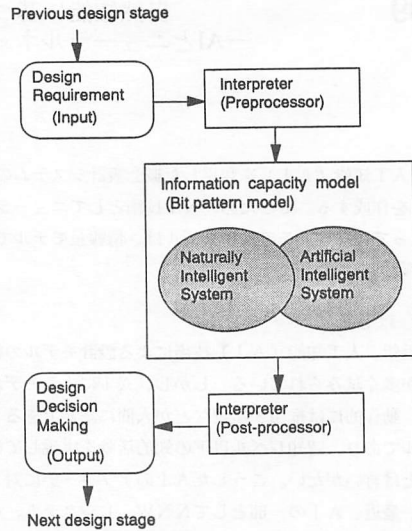 Previous design stage
Design
Requirement
(Input)
Interpreter
(Preprocessor)
Information capacity model
(Bit pattern model)
Naturally
Intelligent
System
Artificial
Intelligent
System
Design
Decision
Making
(Output)
Interpreter
(Post-processor)
Next design stage